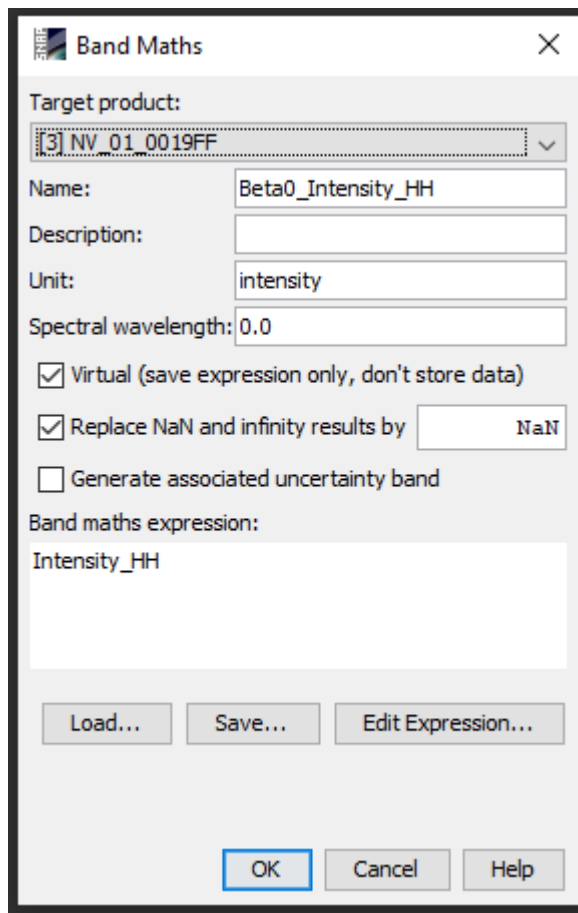 SNAP
Band Maths
Target product:
[3] NV_01_0019FF
Name: Beta0_Intensity_HH
Description:
Unit: intensity
Spectral wavelength: 0.0
Virtual (save expression only, don't store data)
Replace NaN and infinity results by NaN
Generate associated uncertainty band
Band maths expression:
Intensity_HH
Load... Save... Edit Expression...
OK Cancel Help